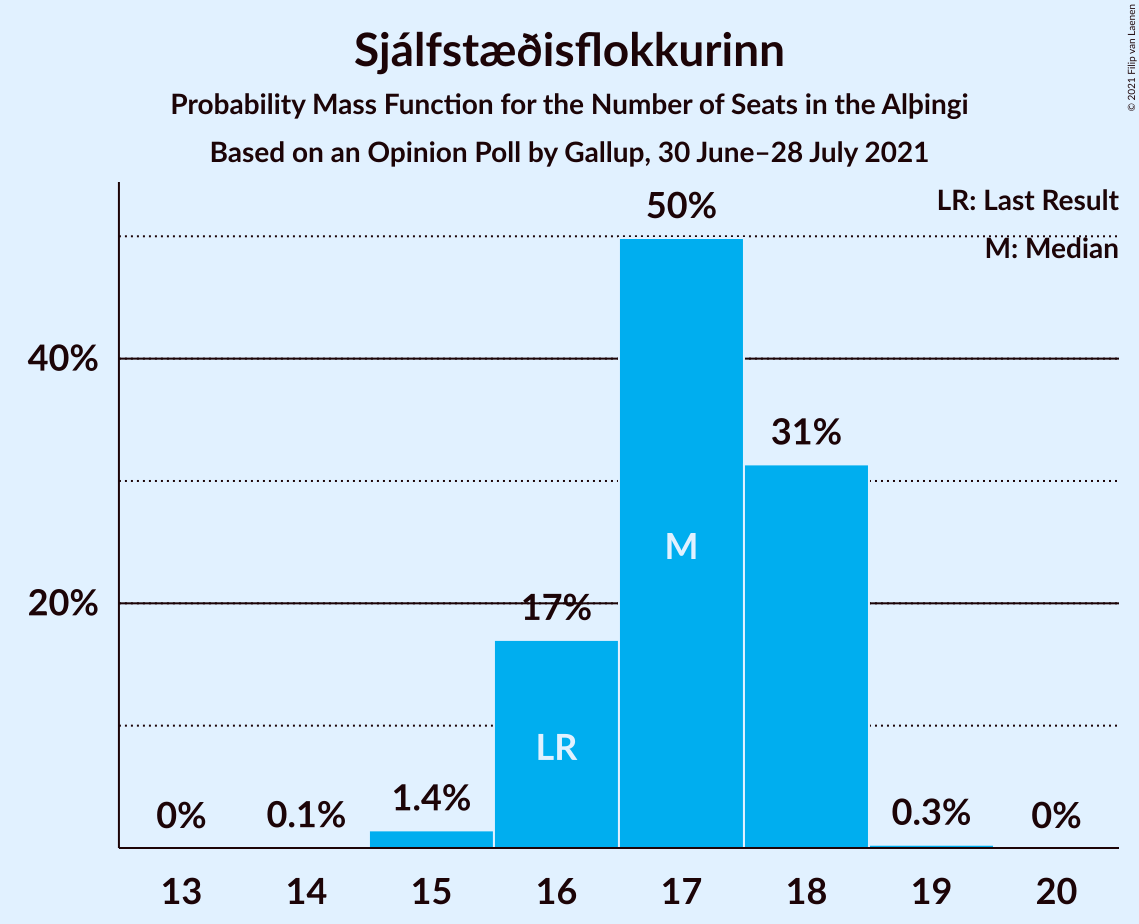 Sjálfstæðisflokkurinn
Probability Mass Function for the Number of Seats in the Alþingi
Based on an Opinion Poll by Gallup, 30 June–28 July 2021
© 2021 Filip van Laenen
LR: Last Result
M: Median
50%
40%
31%
M
20%
17%
LR
0%
0.1%
1.4%
0.3%
0%
13 14 15 16 17 18 19 20